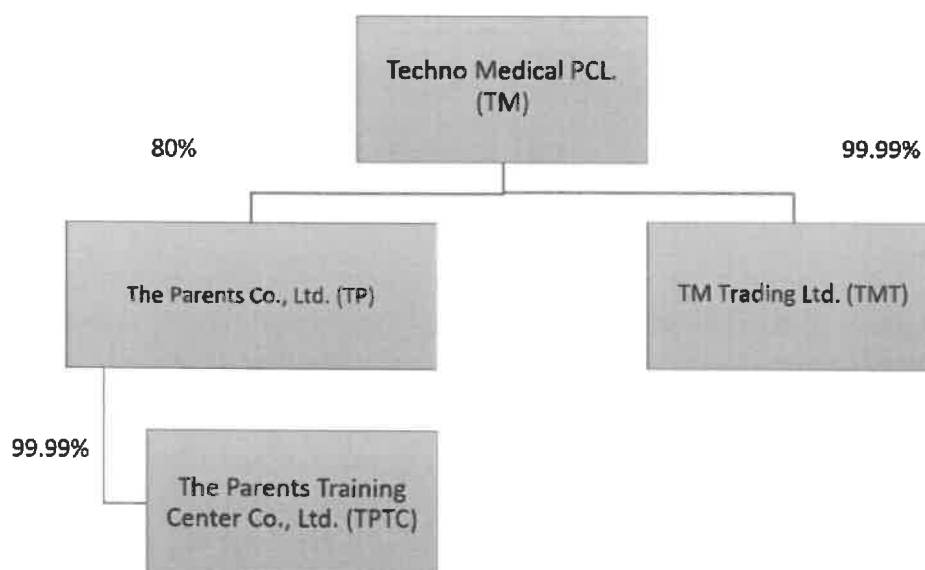 Techno Medical PCL.
(TM)
80%
99.99%
The Parents Co., Ltd. (TP)
TM Trading Ltd. (TMT)
99.99%
The Parents Training
Center Co., Ltd. (TPTC)